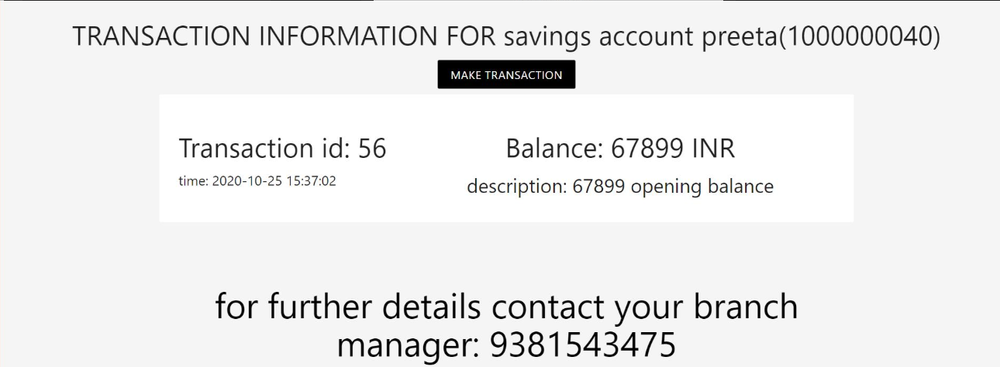 TRANSACTION INFORMATION FOR savings account preeta(1000000040)
MAKE TRANSACTION
Transaction id: 56
time: 2020-10-25 15:37:02
Balance: 67899 INR
description: 67899 opening balance
for further details contact your branch
manager: 9381543475